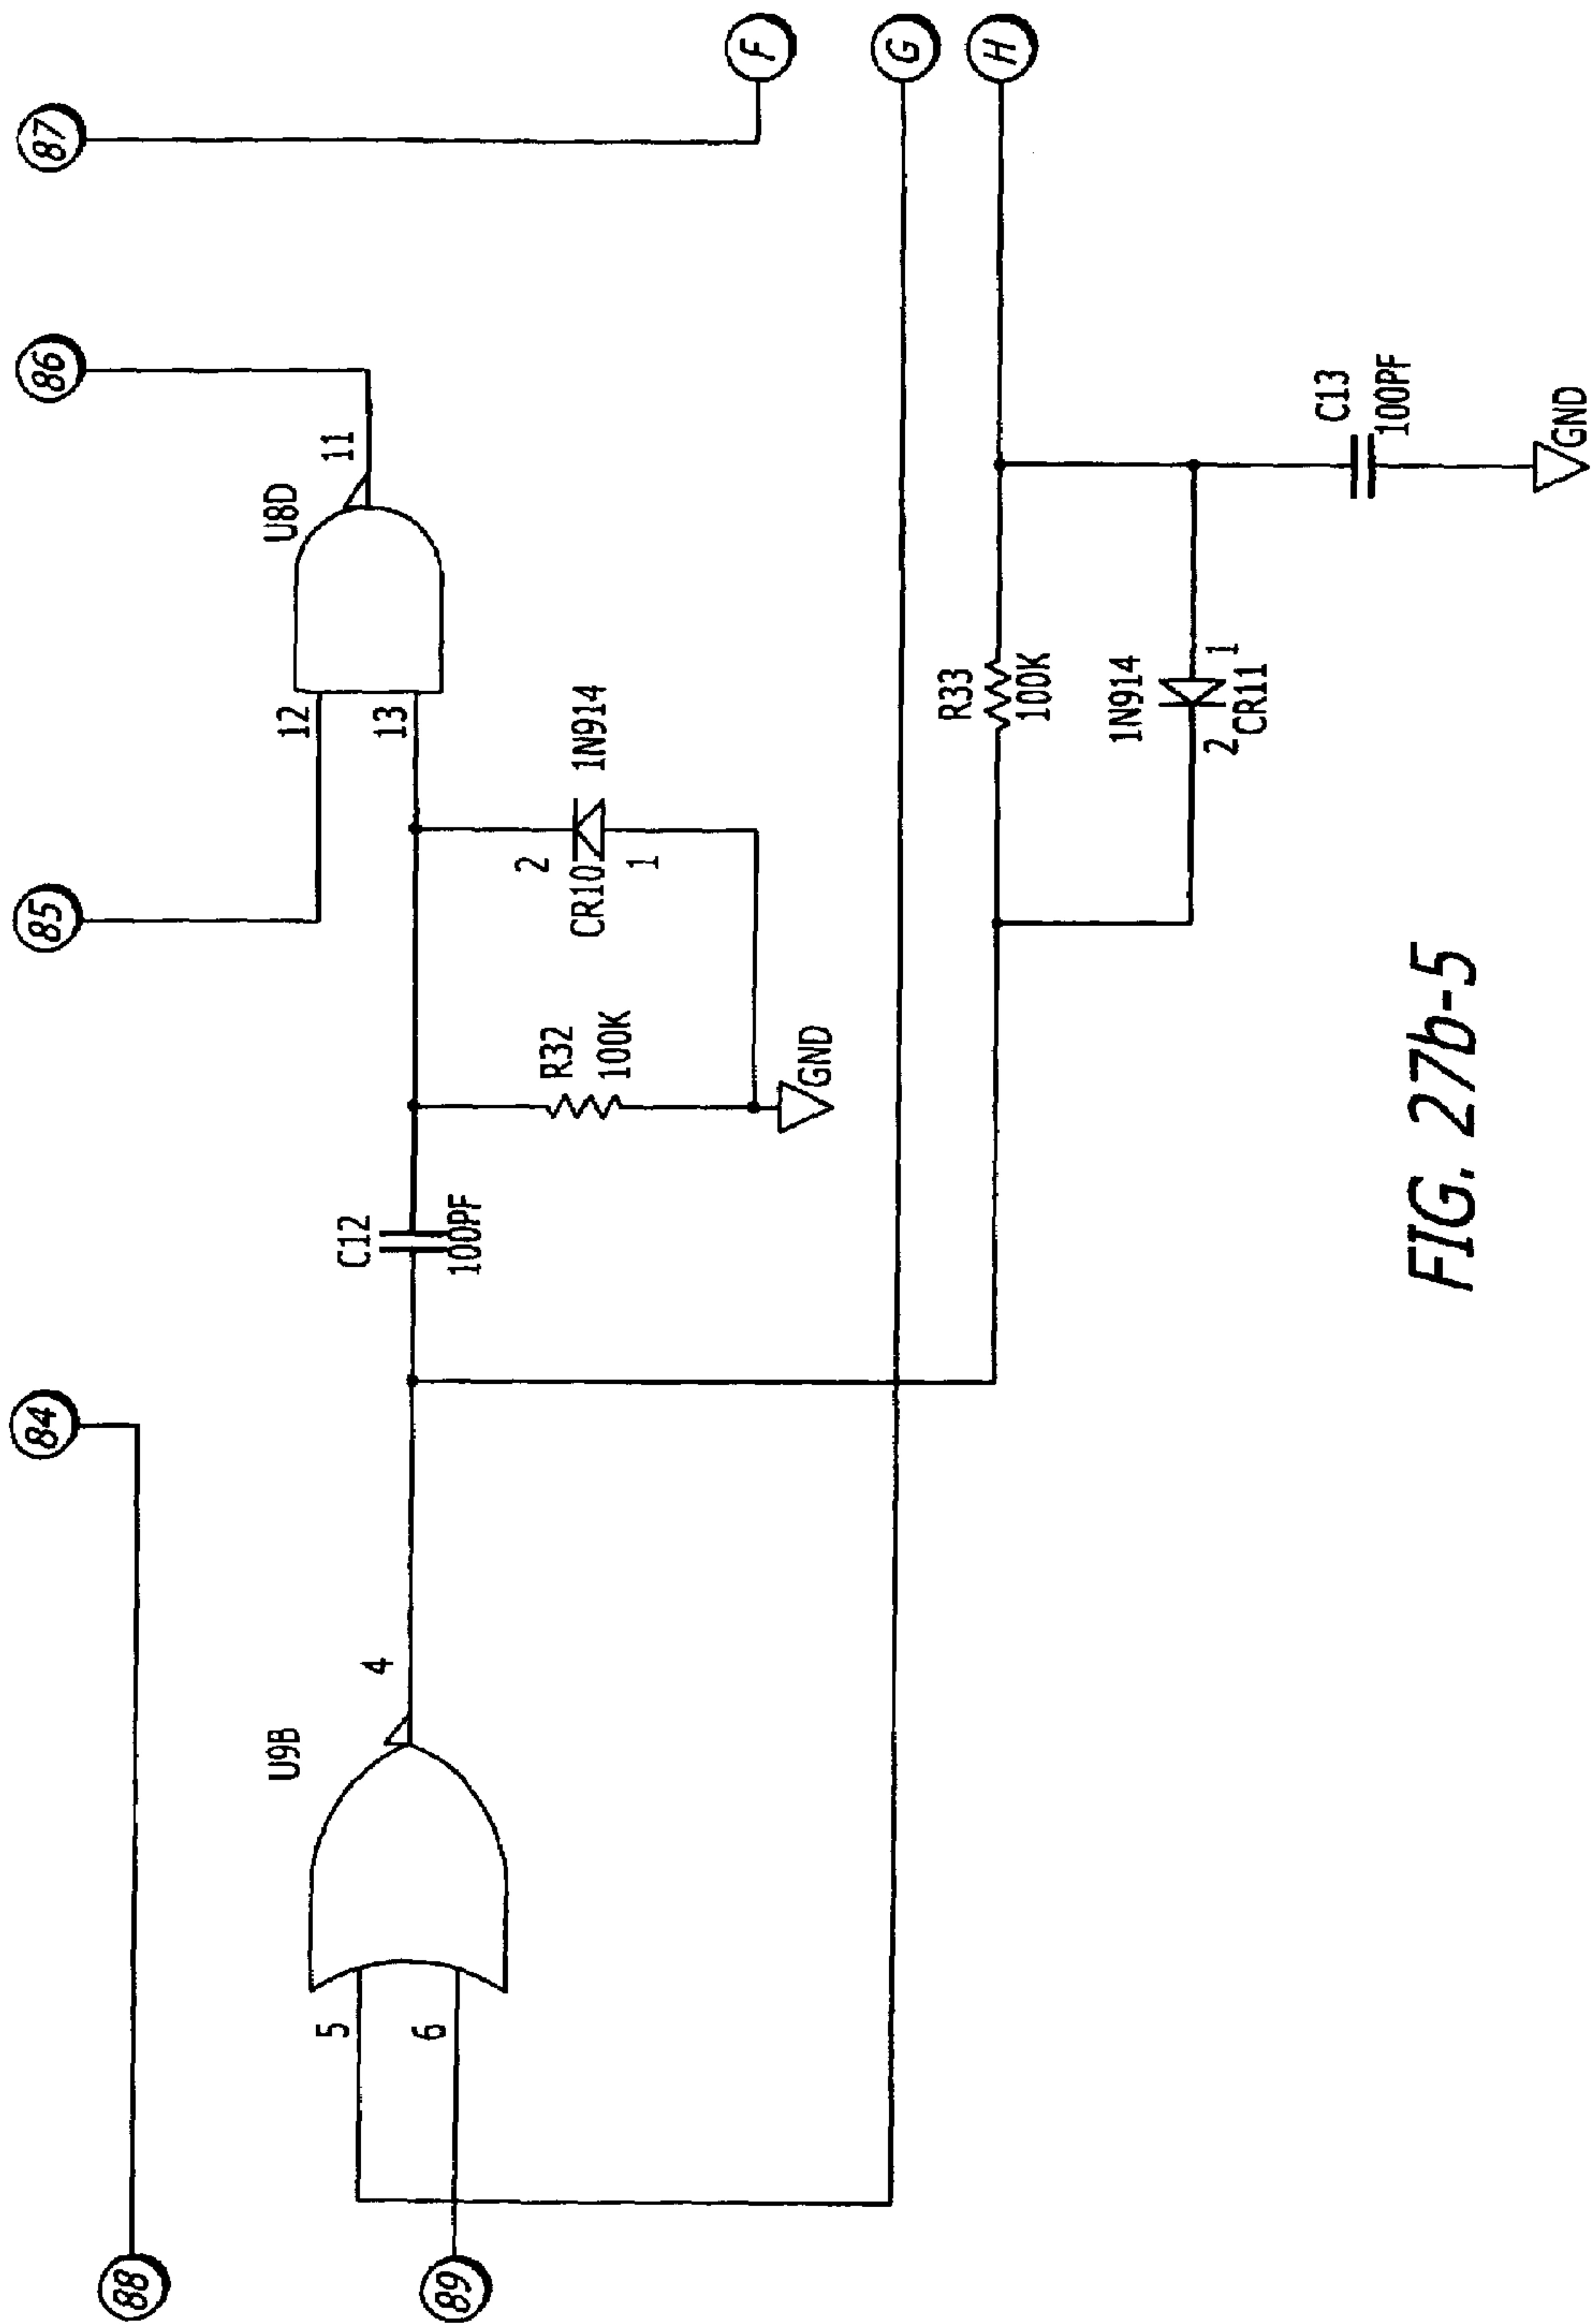 84
85
86
87
88
U9B
5
6
4
89
C12
100PF
R32
100K
GND
2
CR10
1
1N914
12
13
U8D
11
F
G
H
R33
100K
1N914
2
1
CR11
C13
100PF
GND
FIG. 27b-5